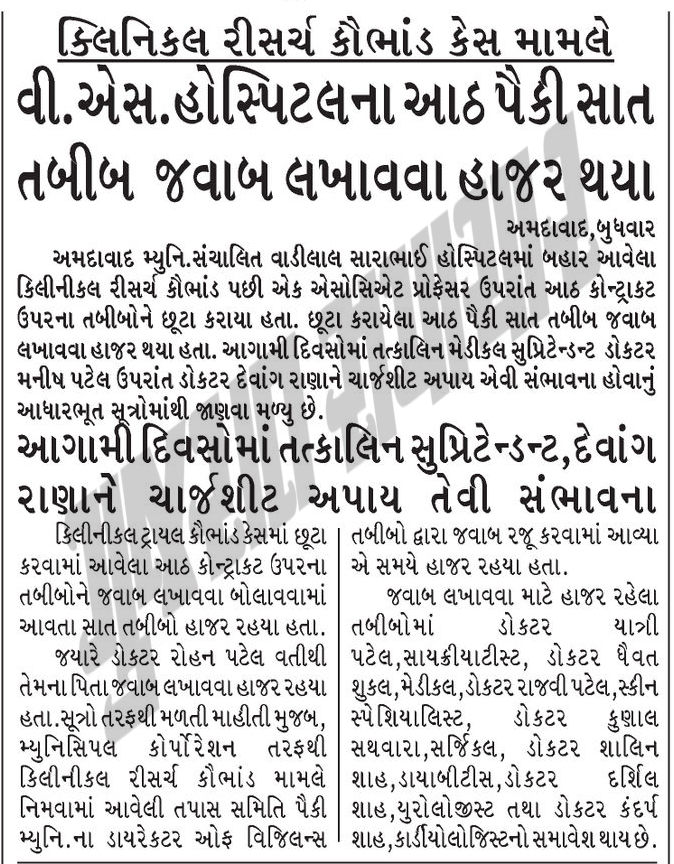 ક્લિનિકલ રીસર્ચ કૌભાંડ કેસ મામલે
વી.એસ.હોસ્પિટલના આઠ પૈકી સાત
તબીબ જવાબ લખાવવા હાજર થયા
અમદાવાદ,બુધવાર
અમદાવાદ મ્યુનિ.સંચાલિત વાડીલાલ સારાભાઈ હોસ્પિટલમાં બહાર આવેલા
કિલીનીકલ રીસર્ચ કૌભાંડ પછી એક એસોસિએટ પ્રોફેસર ઉપરાંત આઠ કોન્ટ્રાકટ
ઉપરના તબીબોને છૂટા કરાયા હતા. છૂટા કરાયેલા આઠ પૈકી સાત તબીબ જવાબ
લખાવવા હાજર થયા હતા. આગામી દિવસોમાં તત્કાલિન મેડીકલ સુપ્રિટેન્ડન્ટ ડોકટર
મનીષ પટેલ ઉપરાંત ડોકટર દેવાંગ રાણાને ચાર્જશીટ અપાય એવી સંભાવના હોવાનું
આધારભૂત સૂત્રોમાંથી જાણવા મળ્યુ છે.
આગામી દિવસોમાં તત્કાલિન સુપ્રિટેન્ડન્ટ,દેવાંગ
રાણાને ચાર્જશીટ અપાય તેવી સંભાવના
કિલીનીકલ ટ્રાયલ કૌભાંડ કેસમાં છૂટા
કરવામાં આવેલા આઠ કોન્ટ્રાકટ ઉપરના
તબીબોને જવાબ લખાવવા બોલાવવામાં
આવતા સાત તબીબો હાજર રહયા હતા.
જયારે ડોકટર રોહન પટેલ વતીથી
તેમના પિતા જવાબ લખાવવા હાજર રહયા
હતા.સૂત્રો તરફથી મળતી માહીતી મુજબ,
મ્યુનિસિપલ કોર્પોરેશન તરફથી
કિલીનીકલ રીસર્ચ કૌભાંડ મામલે
નિમવામાં આવેલી તપાસ સમિતિ પૈકી
મ્યુનિ.ના ડાયરેકટર ઓફ વિજિલન્સ
તબીબો દ્વારા જવાબ રજૂ કરવામાં આવ્યા
એ સમયે હાજર રહયા હતા.
જવાબ લખાવવા માટે હાજર રહેલા
તબીબોમાં ડોકટર યાત્રી
પટેલ,સાયક્રીયાટીસ્ટ, ડોકટર ધૈવત
શુકલ,મેડીકલ,ડોકટર રાજવી પટેલ,સ્કીન
સ્પેશિયાલિસ્ટ, ડોકટર કુણાલ
સથવારા,સર્જિકલ, ડોકટર શાલિન
શાહ,ડાયાબીટીસ,ડોકટર દર્શિલ
શાહ,યુરોલોજીસ્ટ તથા ડોકટર કંદર્પ
શાહ,કાર્ડીયોલોજિસ્ટનો સમાવેશ થાય છે.
ગુજરાત સમાચાર